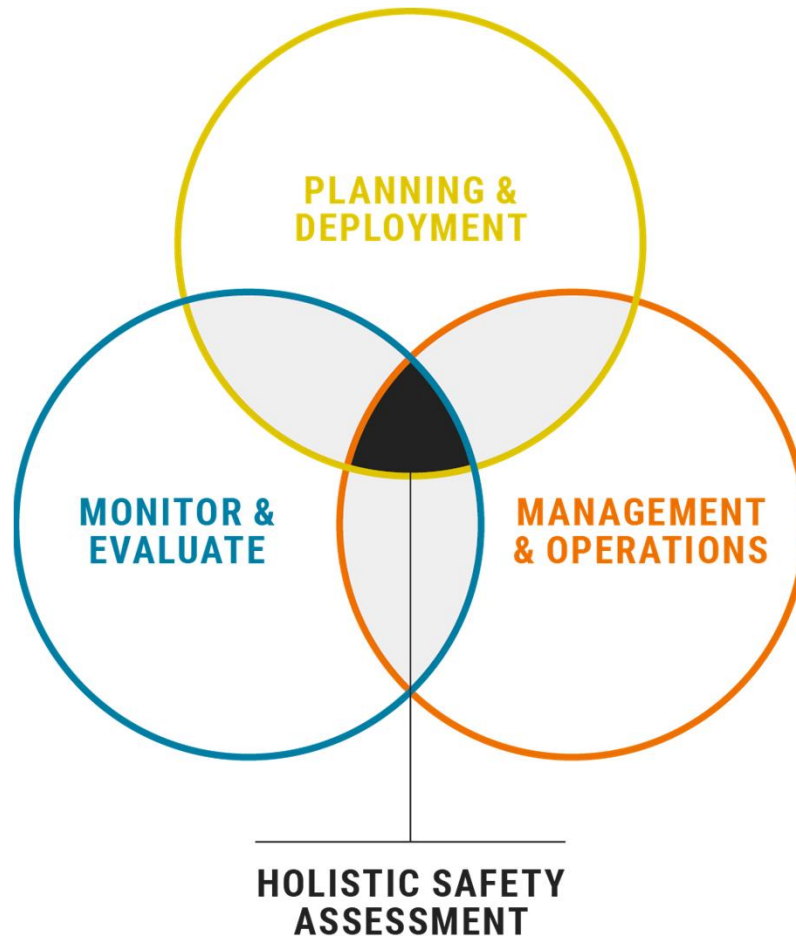 PLANNING &
DEPLOYMENT
MONITOR &
EVALUATE
MANAGEMENT
& OPERATIONS
HOLISTIC SAFETY
ASSESSMENT